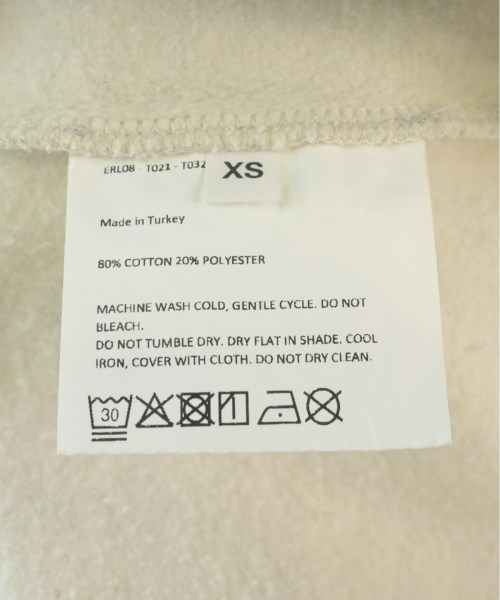 ERL08 - T021 - T032
XS
Made in Turkey
80% COTTON 20% POLYESTER
MACHINE WASH COLD, GENTLE CYCLE. DO NOT
BLEACH.
DO NOT TUMBLE DRY. DRY FLAT IN SHADE. COOL
IRON, COVER WITH CLOTH. DO NOT DRY CLEAN.
30